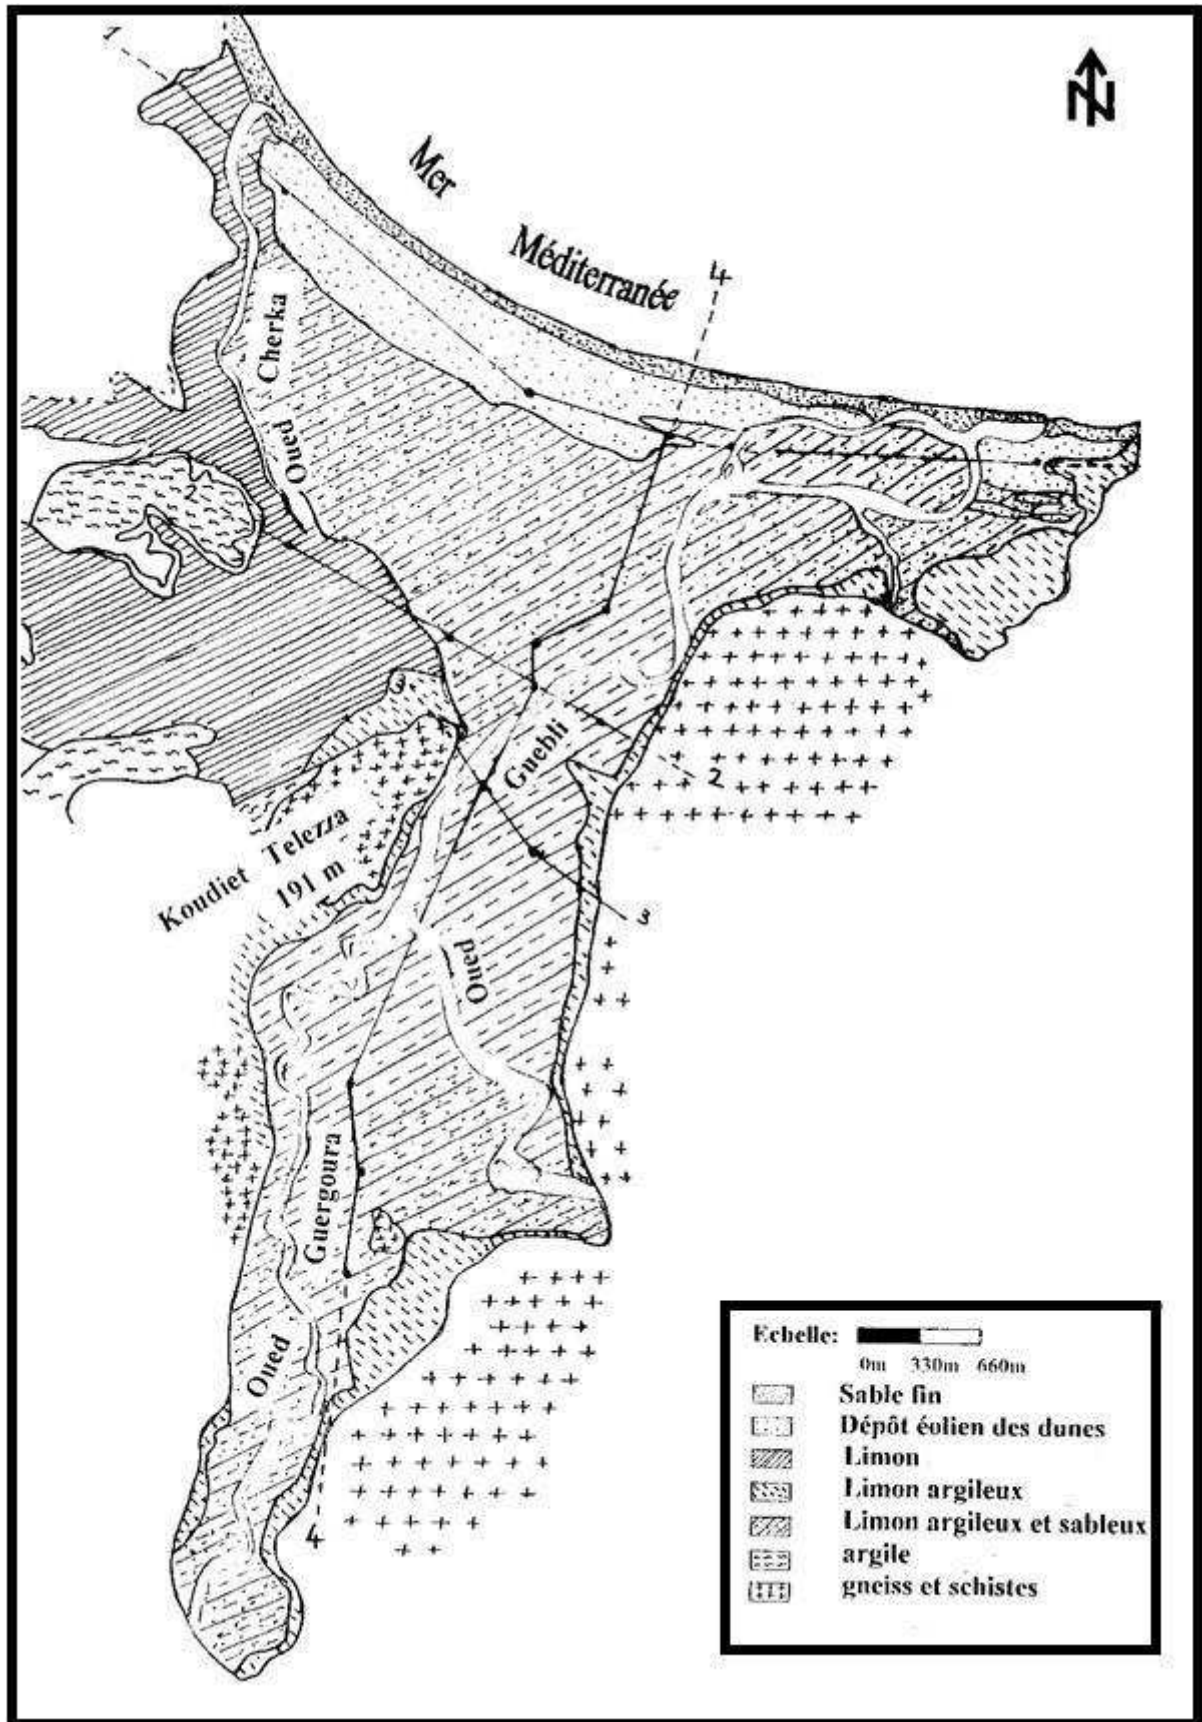 1
N
Mer
Méditerranée
4
Cherka
Oued
2
3
Guebli
2
Koudiet Telezza
191 m
3
Oued
Guergoura
Oued
4
Echelle:
0m 330m 660m
Sable fin
Dépôt éolien des dunes
Limon
Limon argileux
Limon argileux et sableux
argile
gneiss et schistes